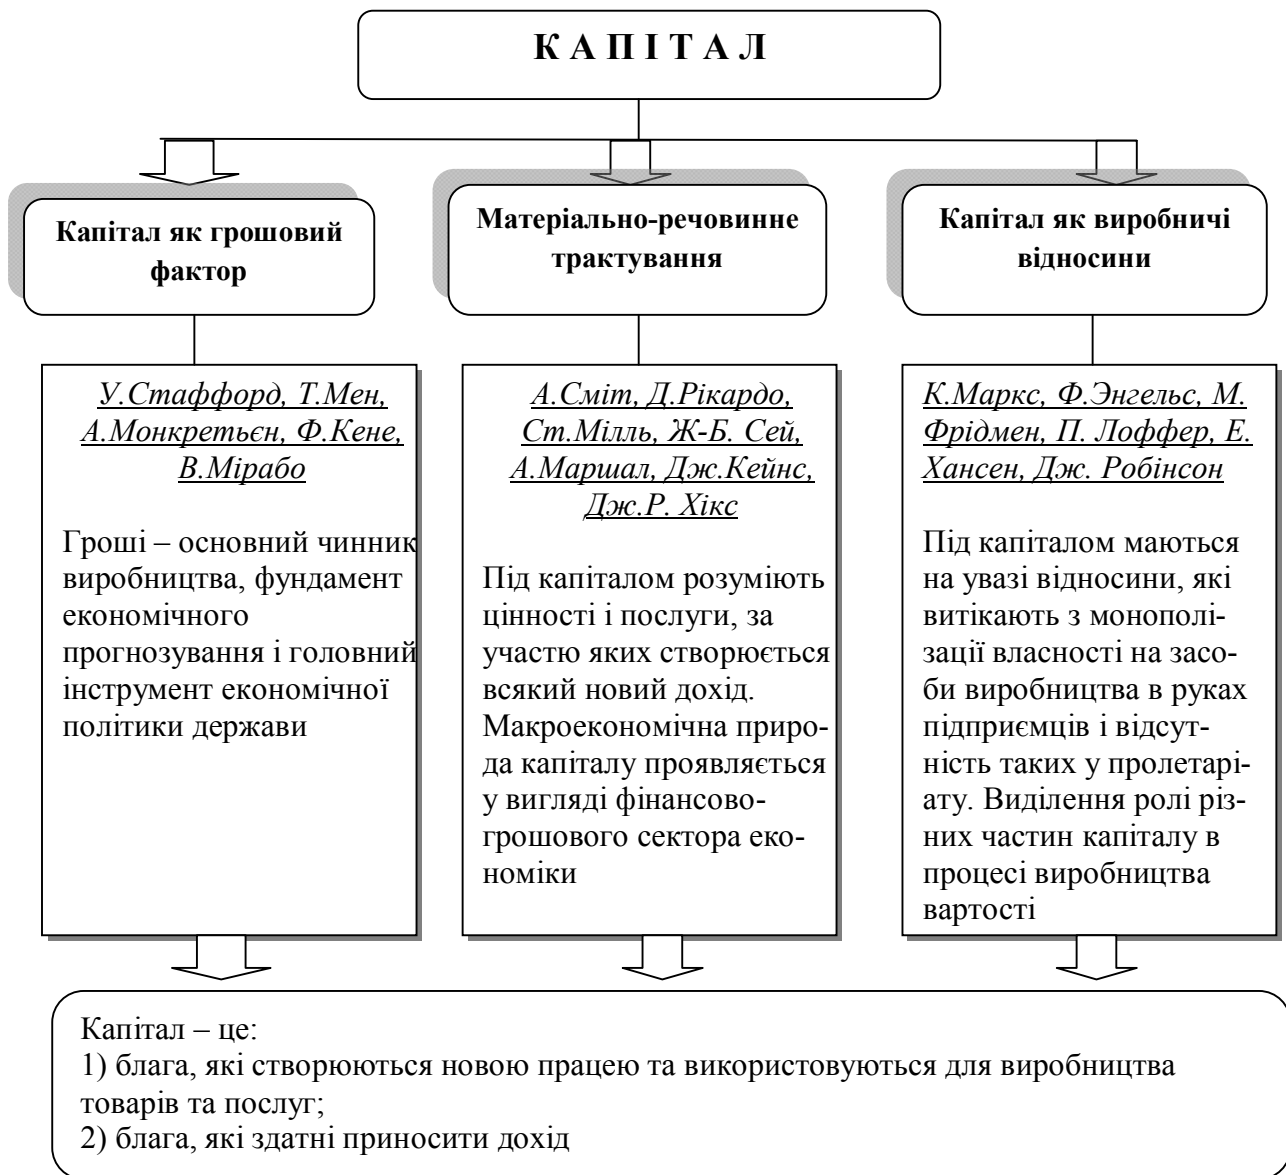 К А П І Т А Л
Капітал як грошовий
фактор
Матеріально-речовинне
трактування
Капітал як виробничі
відносини
У.Стаффорд, Т.Мен,
А.Монкретьєн, Ф.Кене,
В.Мірабо
Гроші – основний чинник
виробництва, фундамент
економічного
прогнозування і головний
інструмент економічної
політики держави
А.Сміт, Д.Рікардо,
Ст.Мілль, Ж-Б. Сей,
А.Маршал, Дж.Кейнс,
Дж.Р. Хікс
Під капіталом розуміють
цінності і послуги, за
участю яких створюється
всякий новий дохід.
Макроекономічна приро-
да капіталу проявляється
у вигляді фінансово-
грошового сектора еко-
номіки
К.Маркс, Ф.Энгельс, М.
Фрідмен, П. Лоффер, Е.
Хансен, Дж. Робінсон
Під капіталом маються
на увазі відносини, які
витікають з монополі-
зації власності на засо-
би виробництва в руках
підприємців і відсут-
ність таких у пролетарі-
ату. Виділення ролі різ-
них частин капіталу в
процесі виробництва
вартості
Капітал – це:
1) блага, які створюються новою працею та використовуються для виробництва
товарів та послуг;
2) блага, які здатні приносити дохід